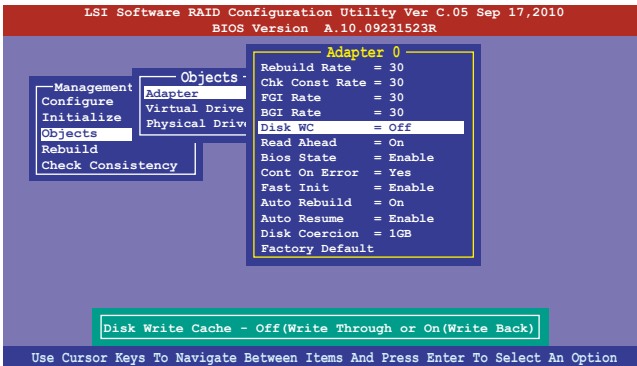 LSI Software RAID Configuration Utility Ver C.05 Sep 17,2010
BIOS Version A.10.09231523R
Management
Configure
Initialize
Objects
Rebuild
Check Consistency
Objects
Adapter
Virtual Drive
Physical Driv
Adapter 0
Rebuild Rate = 30
Chk Const Rate = 30
FGI Rate = 30
BGI Rate = 30
Disk WC = Off
Read Ahead = On
Bios State = Enable
Cont On Error = Yes
Fast Init = Enable
Auto Rebuild = On
Auto Resume = Enable
Disk Coercion = 1GB
Factory Default
Disk Write Cache - Off(Write Through or On(Write Back)
Use Cursor Keys To Navigate Between Items And Press Enter To Select An Option